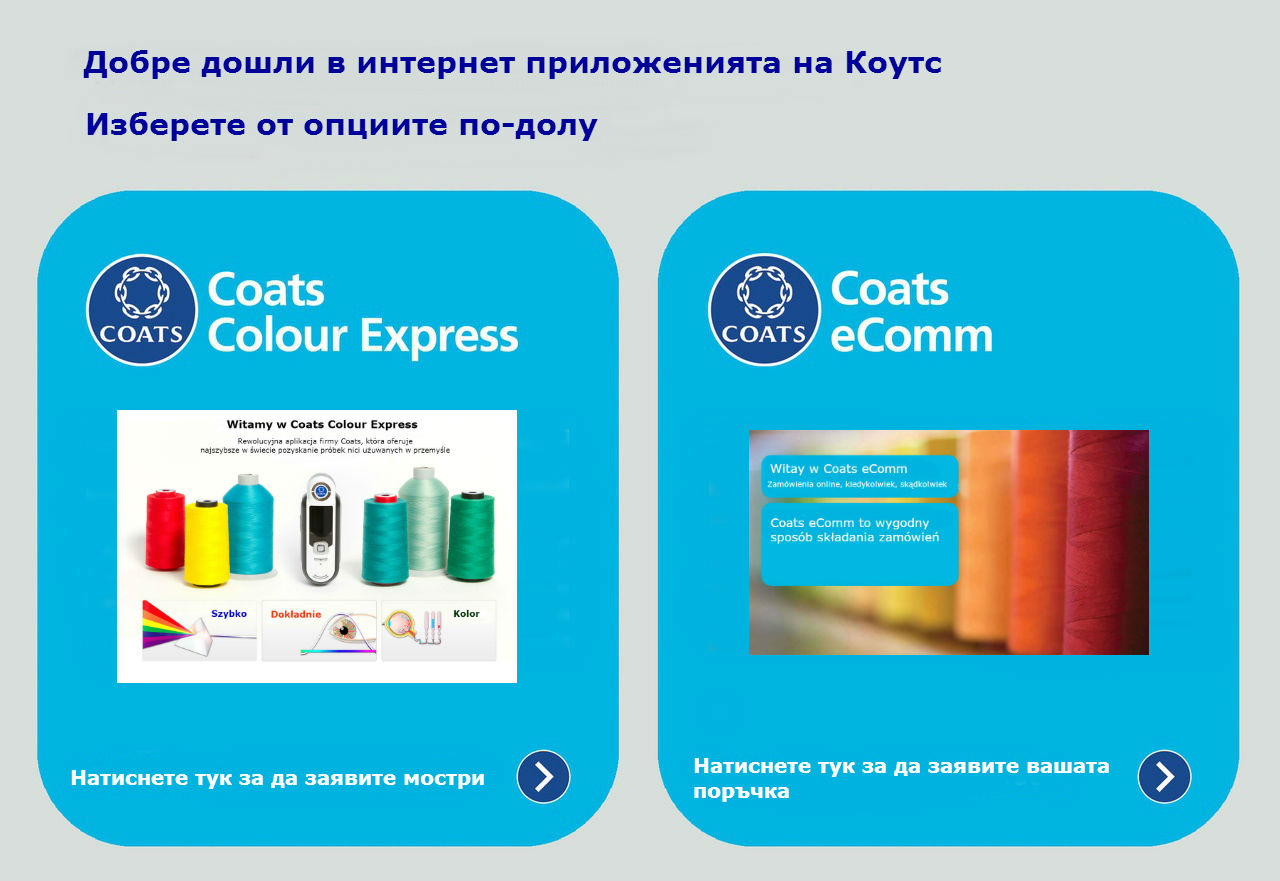 Добре дошли в интернет приложенията на Коутс
Изберете от опциите по-долу
COATS
Coats
Colour Express
Witamy w Coats Colour Express
Rewolucyjna aplikacja firmy Coats, która oferuje
najszybsze w świecie pozyskanie próbek nici używanych w przemyśle
Szybko
Dokładnie
Kolor
Натиснете тук за да заявите мостри
COATS
Coats
eComm
Witay w Coats eComm
Zamówienia online, kiedykolwiek, skądkolwiek
Coats eComm to wygodny
sposób składania zamówień
Натиснете тук за да заявите вашата
поръчка